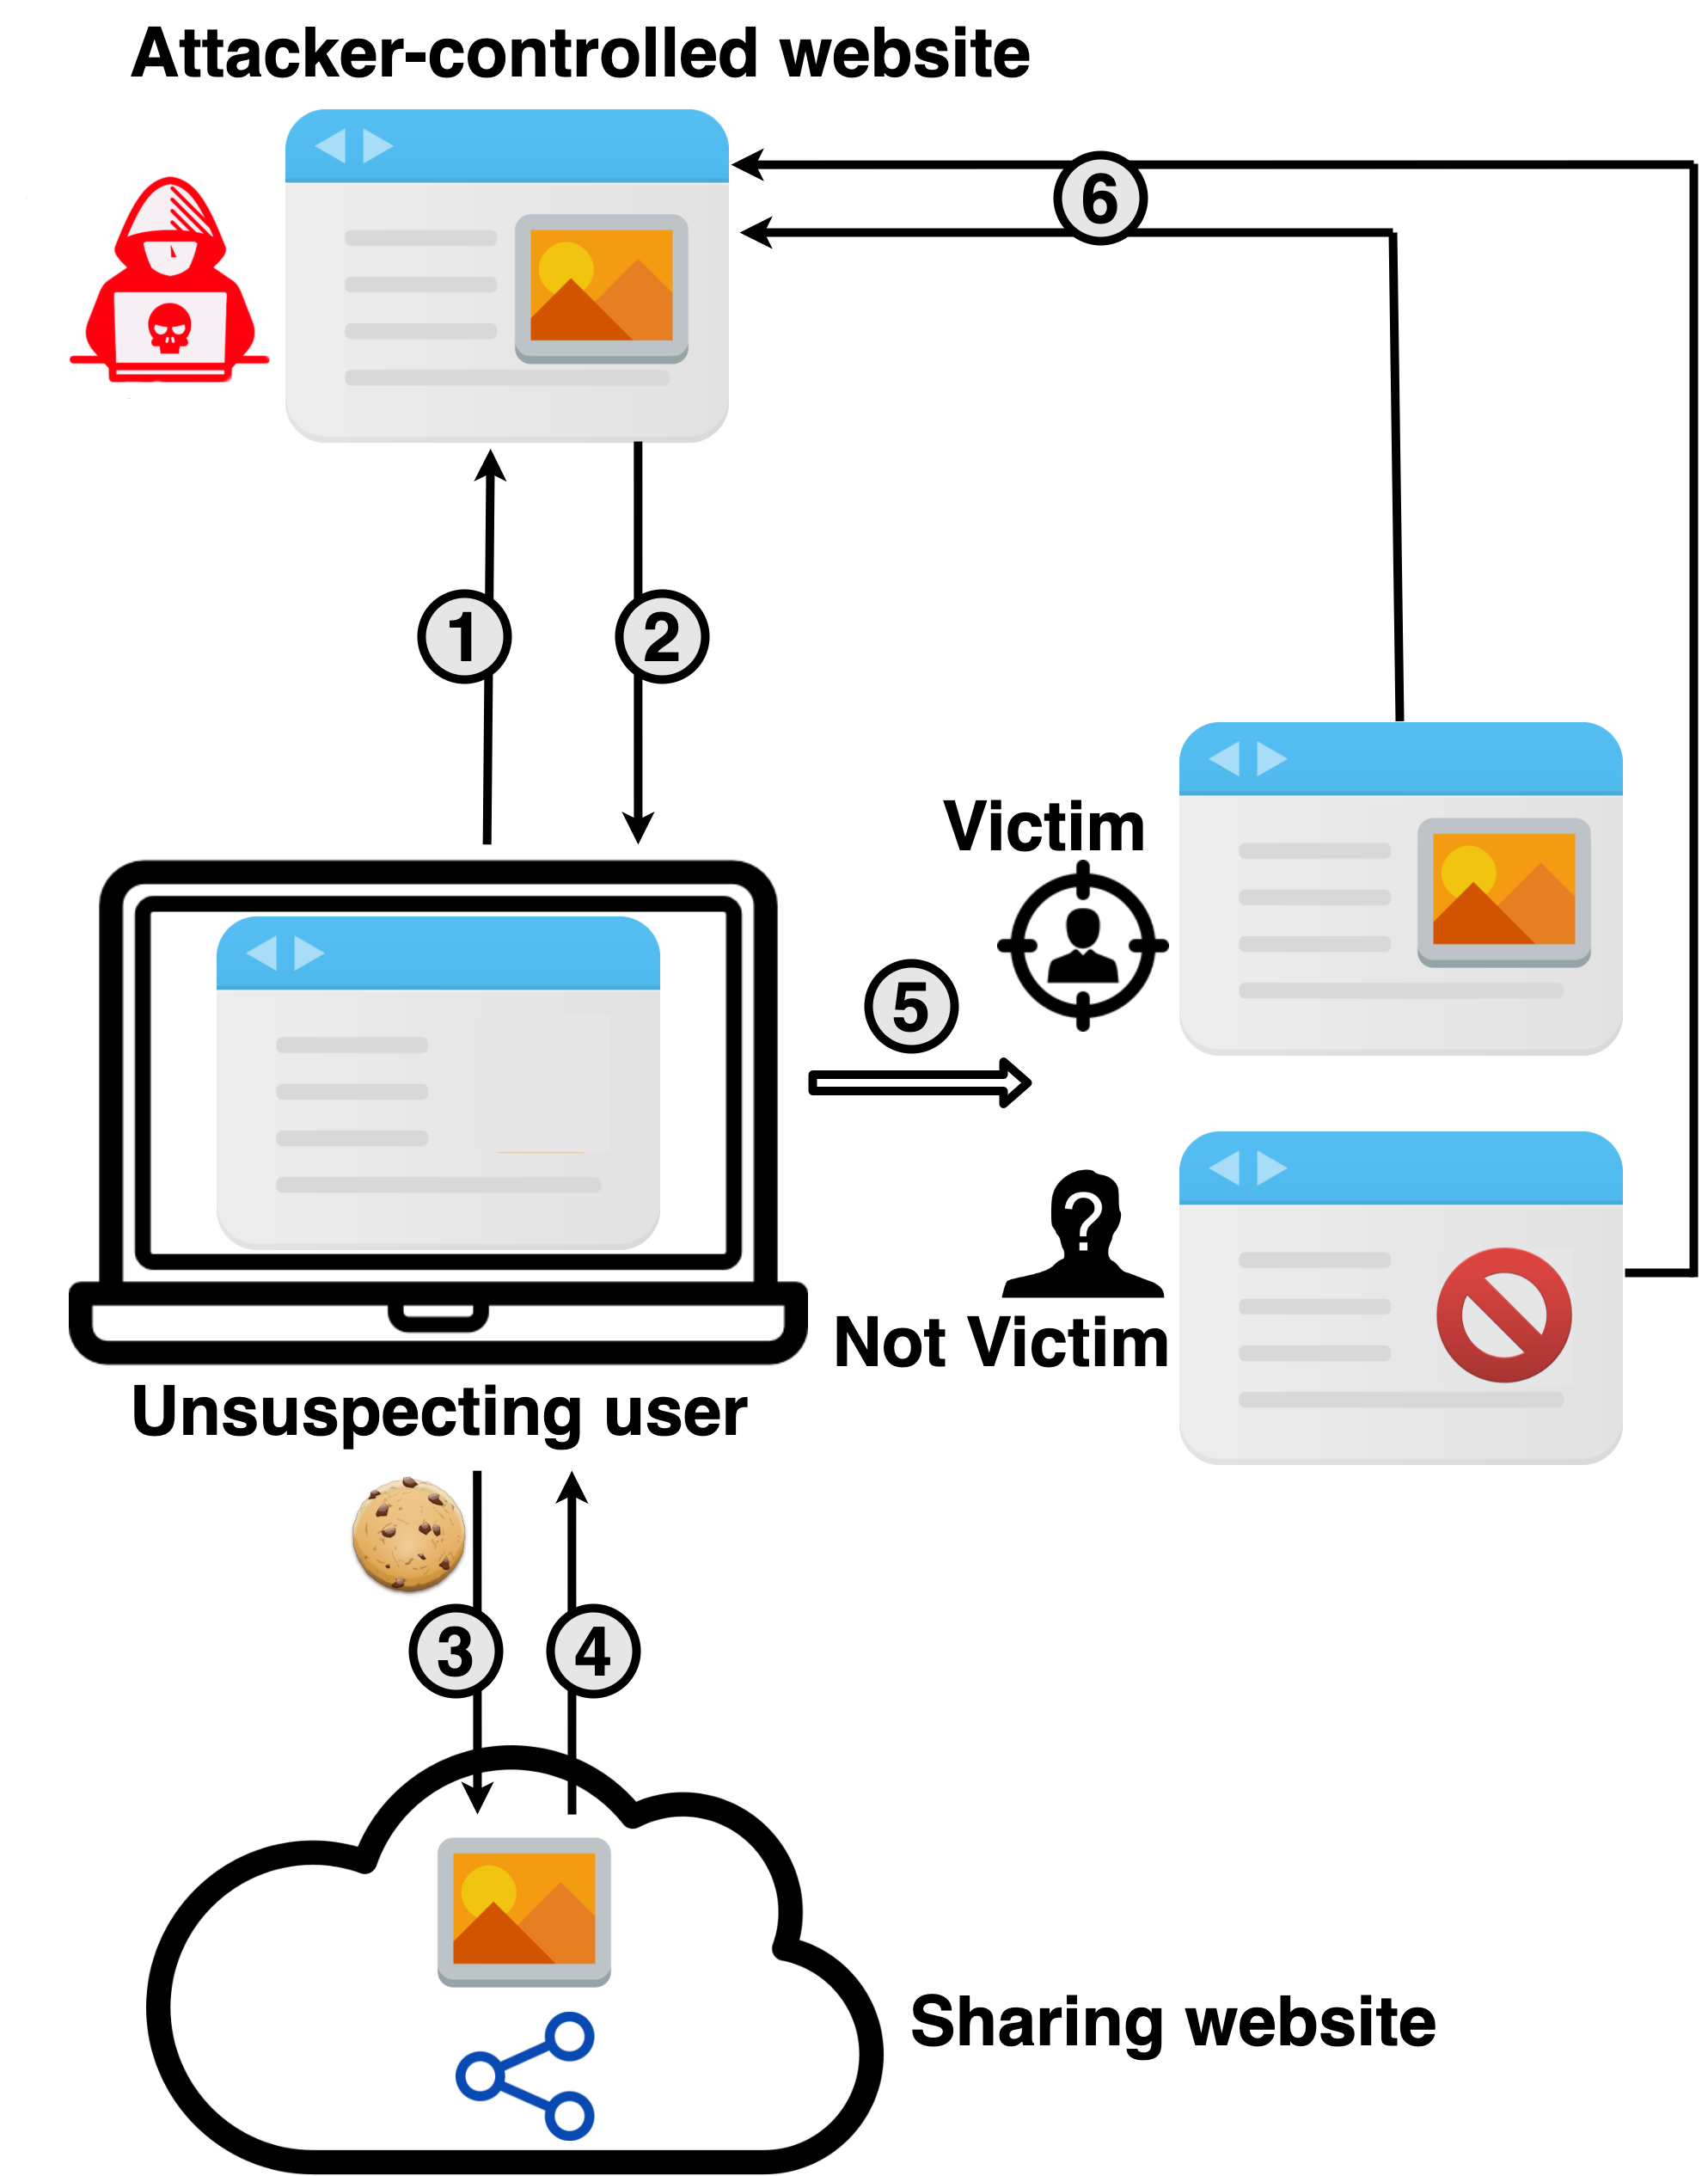 Attacker-controlled website
6
1
2
Victim
5
?
Not Victim
Unsuspecting user
3
4
Sharing website